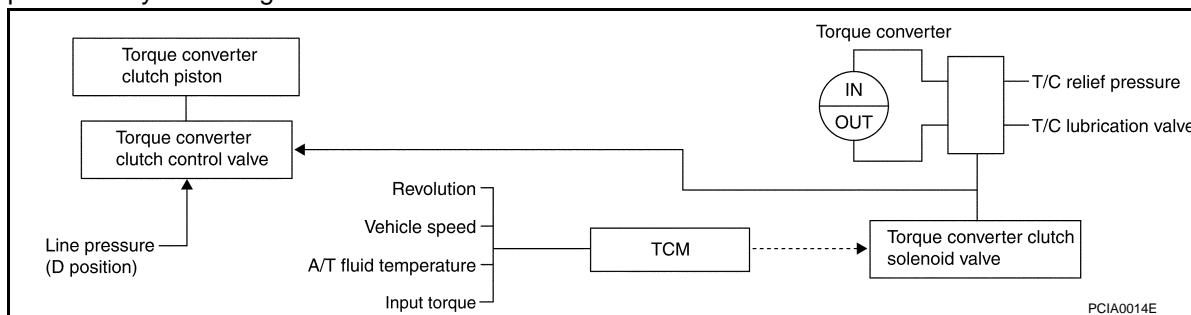 Torque converter
clutch piston
Torque converter
clutch control valve
Line pressure
(D position)
Revolution
Vehicle speed
A/T fluid temperature
Input torque
TCM
Torque converter
IN
OUT
T/C relief pressure
T/C lubrication valve
Torque converter clutch
solenoid valve
PCIA0014E